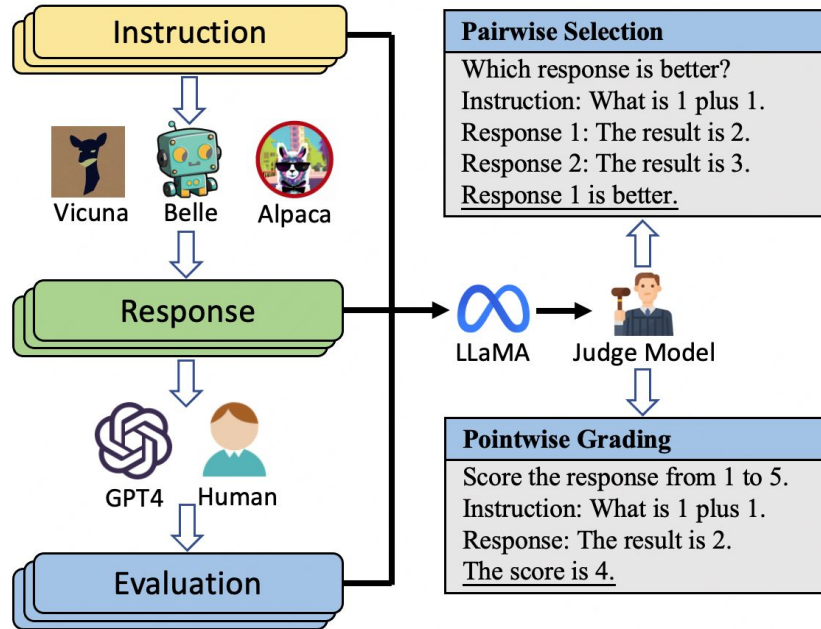 Instruction
Vicuna
Belle
Alpaca
Response
GPT4
Human
Evaluation
LLaMA
Judge Model
Pairwise Selection
Which response is better?
Instruction: What is 1 plus 1.
Response 1: The result is 2.
Response 2: The result is 3.
Response 1 is better.
Pointwise Grading
Score the response from 1 to 5.
Instruction: What is 1 plus 1.
Response: The result is 2.
The score is 4.